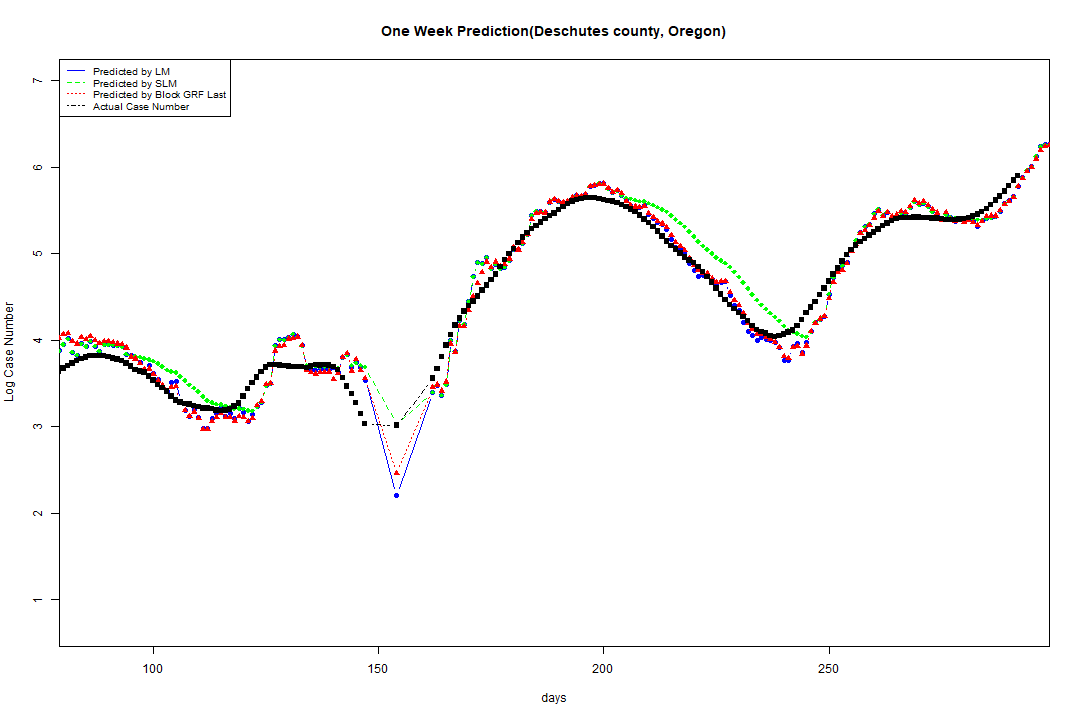 One Week Prediction(Deschutes county, Oregon)
Predicted by LM
Predicted by SLM
Predicted by Block GRF Last
Actual Case Number
7
6
5
4
3
2
1
Log Case Number
100 150 200 250
days